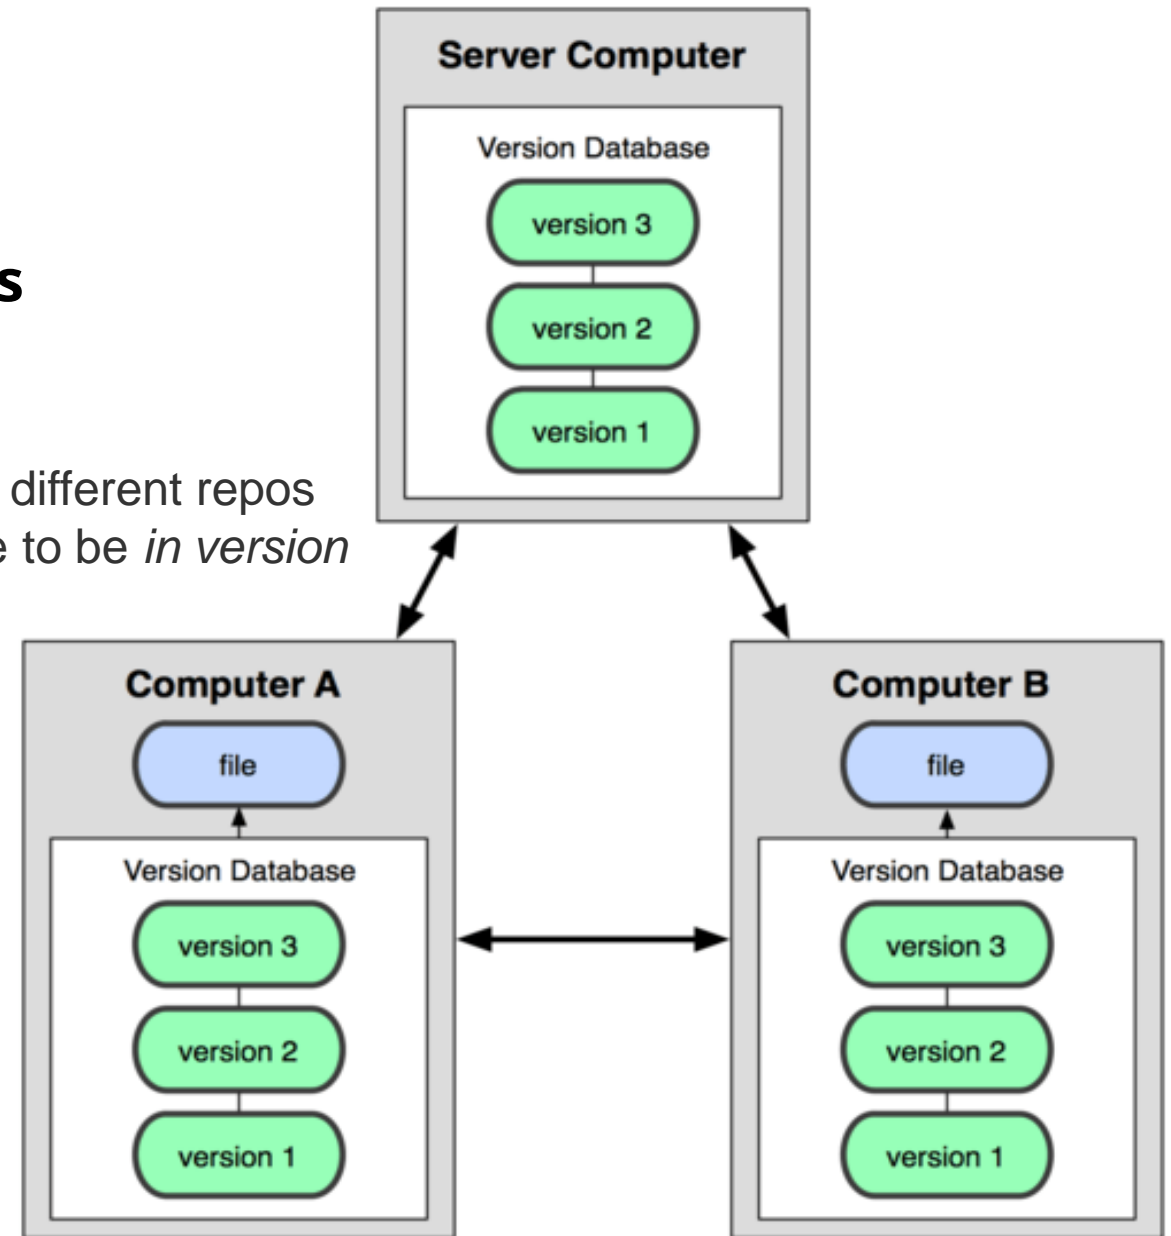 Server Computer
Version Database
version 3
version 2
version 1
s
different repos
e to be in version
Computer A
file
Version Database
version 3
version 2
version 1
Computer B
file
Version Database
version 3
version 2
version 1